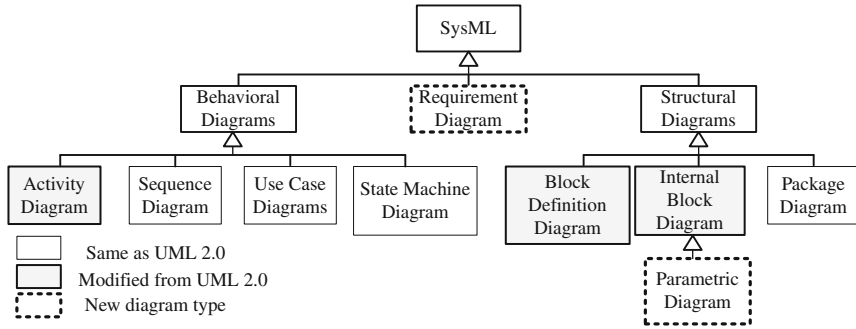 SysML
Behavioral
Diagrams
Requirement
Diagram
Structural
Diagrams
Activity
Diagram
Sequence
Diagram
Use Case
Diagrams
State Machine
Diagram
Block
Definition
Diagram
Internal
Block
Diagram
Package
Diagram
Same as UML 2.0
Modified from UML 2.0
New diagram type
Parametric
Diagram